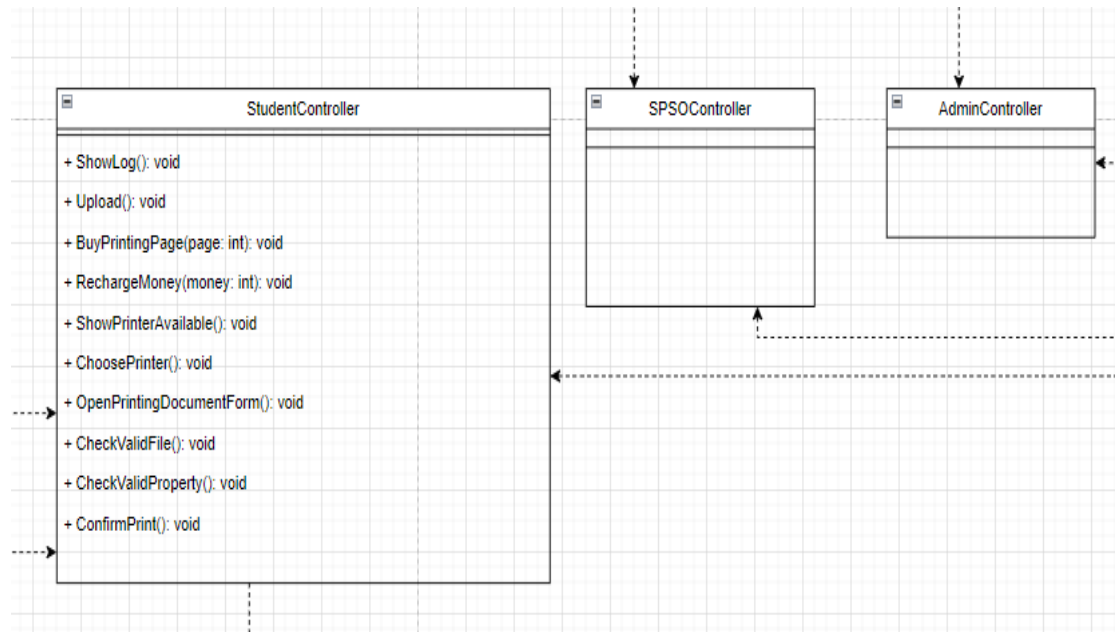 StudentController
+ ShowLog(): void
+ Upload(): void
+ BuyPrintingPage(page: int): void
+ RechargeMoney(money: int): void
+ ShowPrinterAvailable(): void
+ ChoosePrinter(): void
+ OpenPrintingDocumentForm(): void
+ CheckValidFile(): void
+ CheckValidProperty(): void
+ ConfirmPrint(): void
SPSOController
AdminController